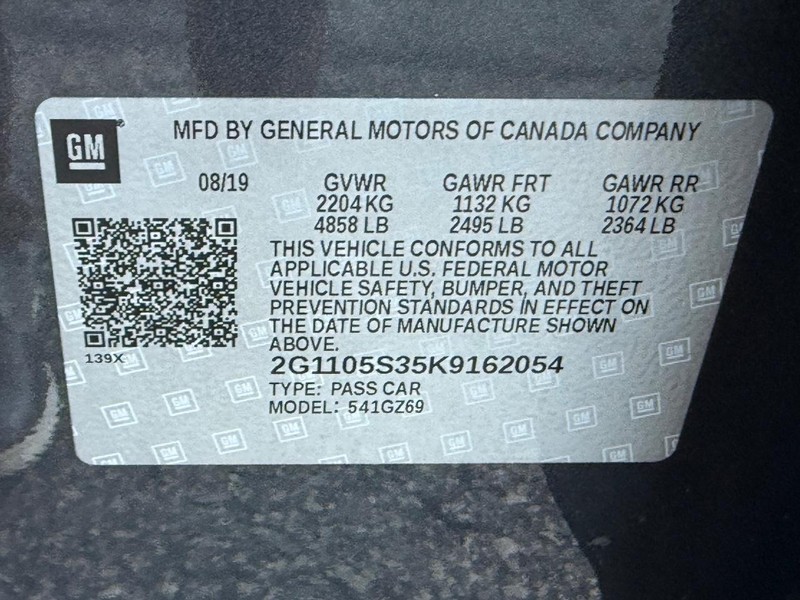 GM
MFD BY GENERAL MOTORS OF CANADA COMPANY
08/19 GVWR GAWR FRT GAWR RR
2204 KG 1132 KG 1072 KG
4858 LB 2495 LB 2364 LB
THIS VEHICLE CONFORMS TO ALL
APPLICABLE U.S. FEDERAL MOTOR
VEHICLE SAFETY, BUMPER, AND THEFT
PREVENTION STANDARDS IN EFFECT ON
THE DATE OF MANUFACTURE SHOWN
ABOVE.
139X
2G1105S35K9162054
TYPE: PASS CAR
MODEL: 541GZ69